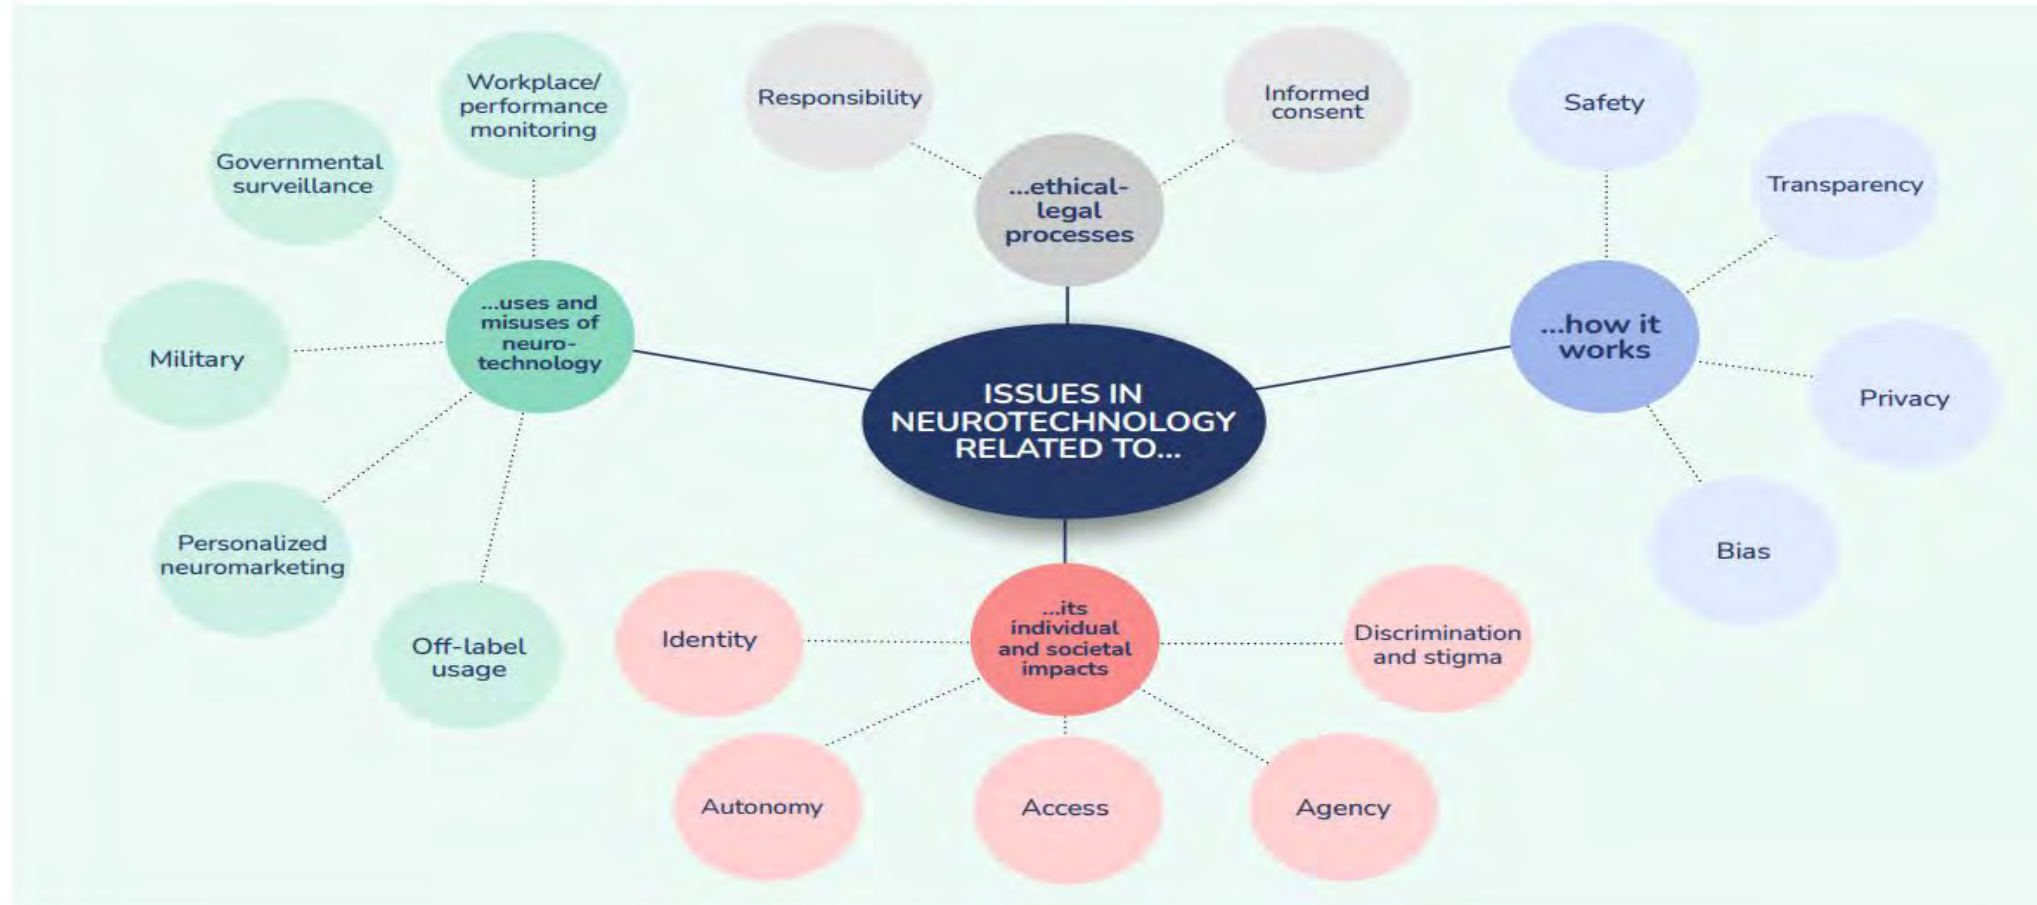 Workplace/
performance
monitoring
Governmental
surveillance
Military
Personalized
neuromarketing
Off-label
usage
...uses and
misuses of
neuro-
technology
Responsibility
Informed
consent
...ethical-
legal
processes
Safety
Transparency
Privacy
Bias
...how it
works
ISSUES IN
NEUROTECHNOLOGY
RELATED TO...
...its
individual
and societal
impacts
Identity
Autonomy
Access
Agency
Discrimination
and stigma